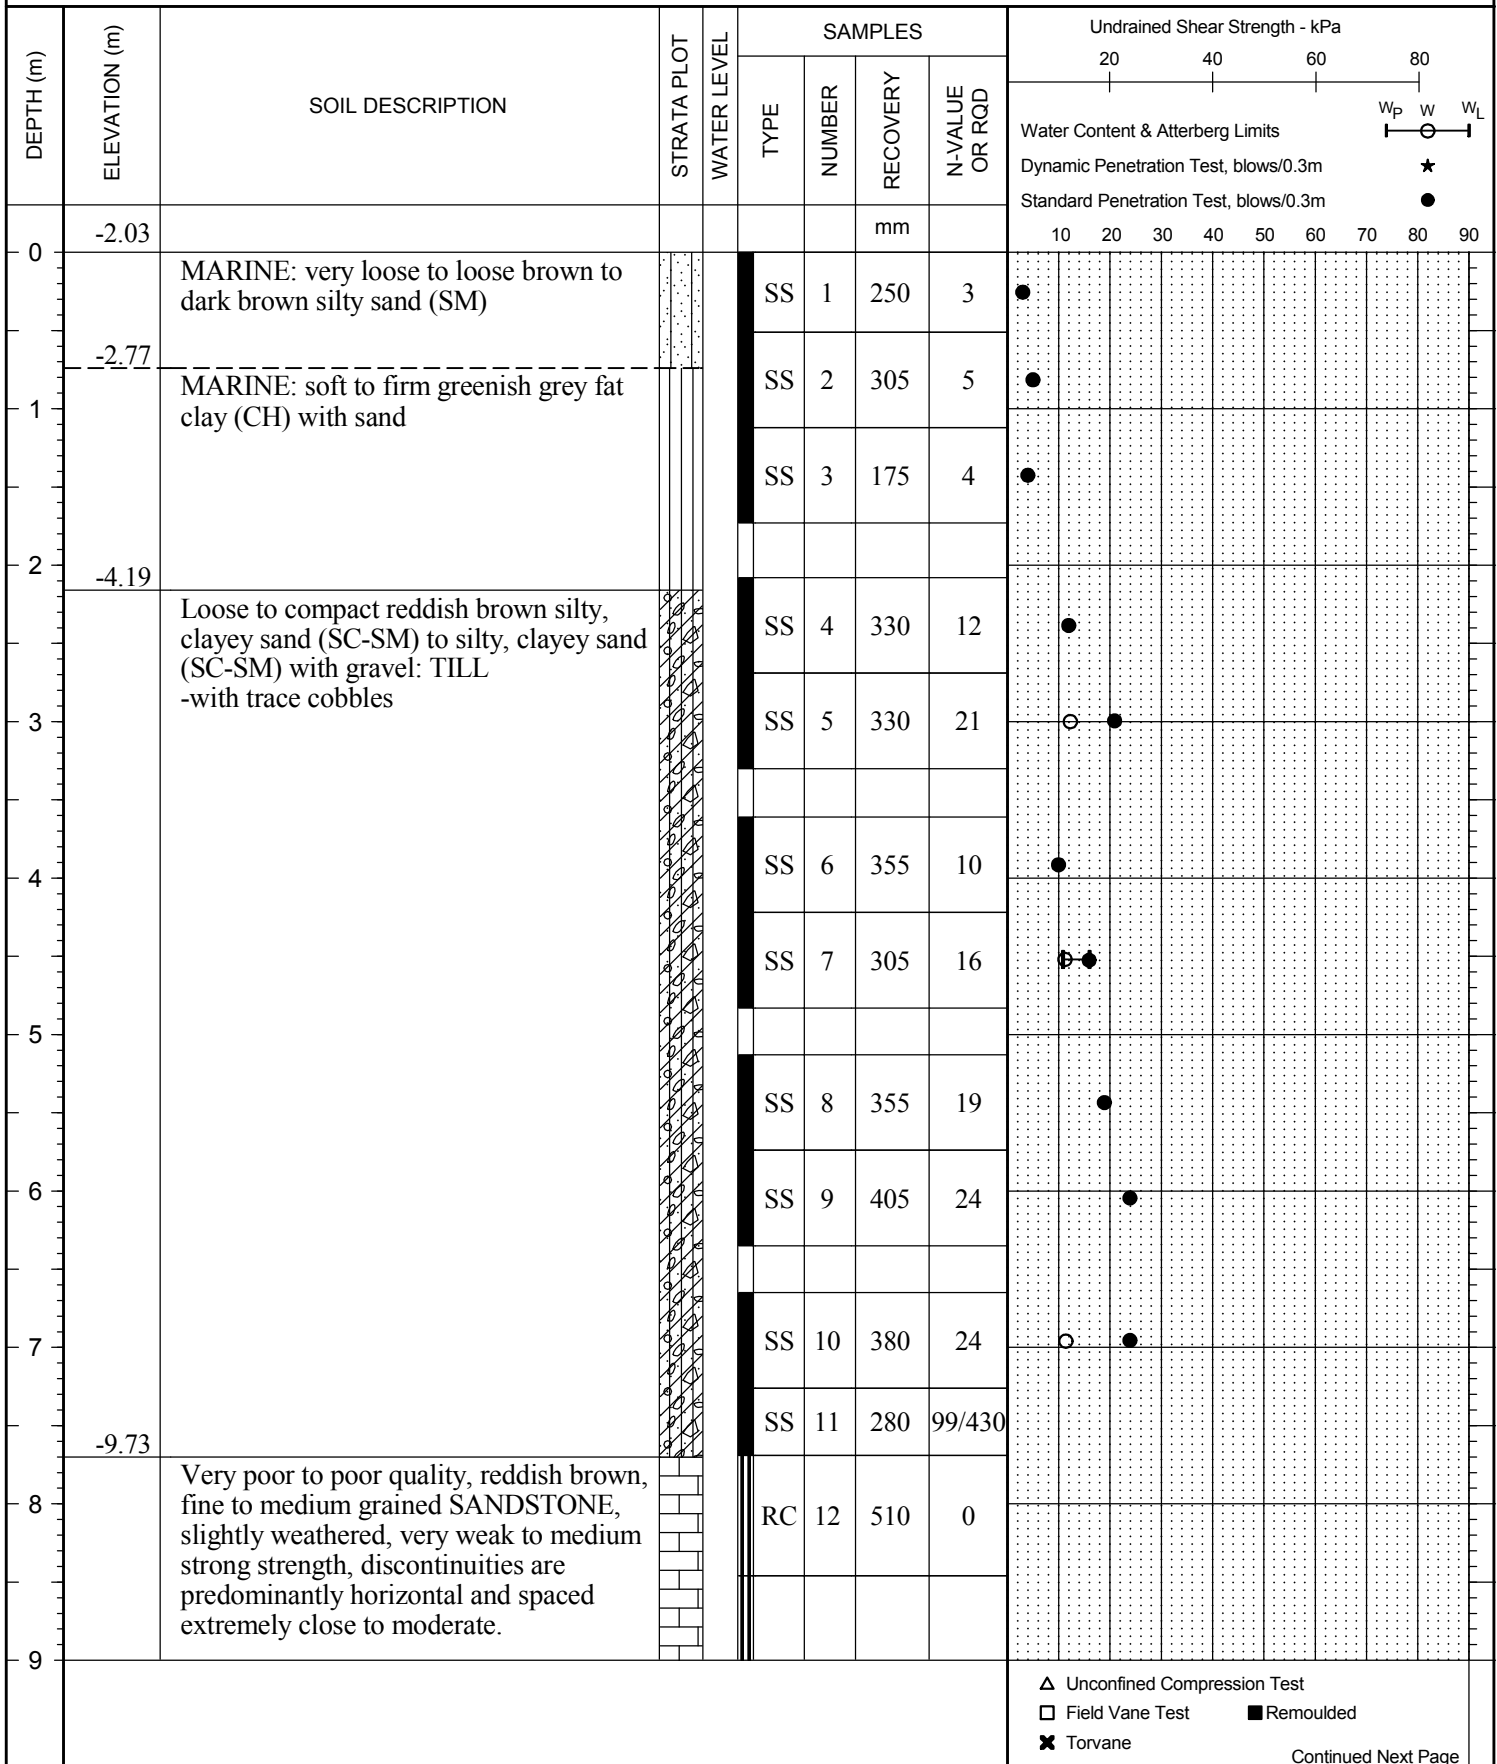 DEPTH (m)
ELEVATION (m)
SOIL DESCRIPTION
STRATA PLOT
WATER LEVEL
SAMPLES
TYPE
NUMBER
RECOVERY
N-VALUE
OR RQD
Undrained Shear Strength - kPa
20 40 60 80
WP W WL
Water Content & Atterberg Limits
Dynamic Penetration Test, blows/0.3m
Standard Penetration Test, blows/0.3m
-2.03 mm 10 20 30 40 50 60 70 80 90
0
MARINE: very loose to loose brown to
dark brown silty sand (SM)
SS 1 250 3
-2.77
MARINE: soft to firm greenish grey fat
clay (CH) with sand
SS 2 305 5
1
SS 3 175 4
2
-4.19
Loose to compact reddish brown silty,
clayey sand (SC-SM) to silty, clayey sand
(SC-SM) with gravel: TILL
-with trace cobbles
SS 4 330 12
3
SS 5 330 21
SS 6 355 10
4
SS 7 305 16
5
SS 8 355 19
6
SS 9 405 24
7
SS 10 380 24
SS 11 280 99/430
-9.73
Very poor to poor quality, reddish brown,
fine to medium grained SANDSTONE,
slightly weathered, very weak to medium
strong strength, discontinuities are
predominantly horizontal and spaced
extremely close to moderate.
8
RC 12 510 0
9
Unconfined Compression Test
Field Vane Test Remoulded
Torvane
Continued Next Page